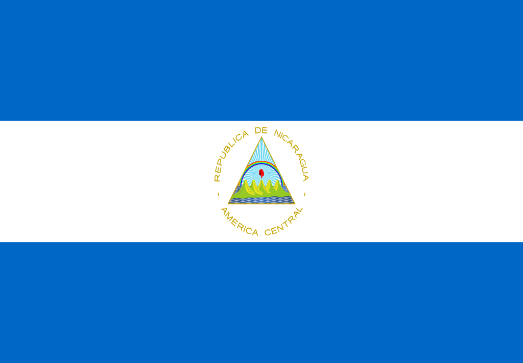 REPUBLICA DE NICARAGUA
- AMERICA CENTRAL -